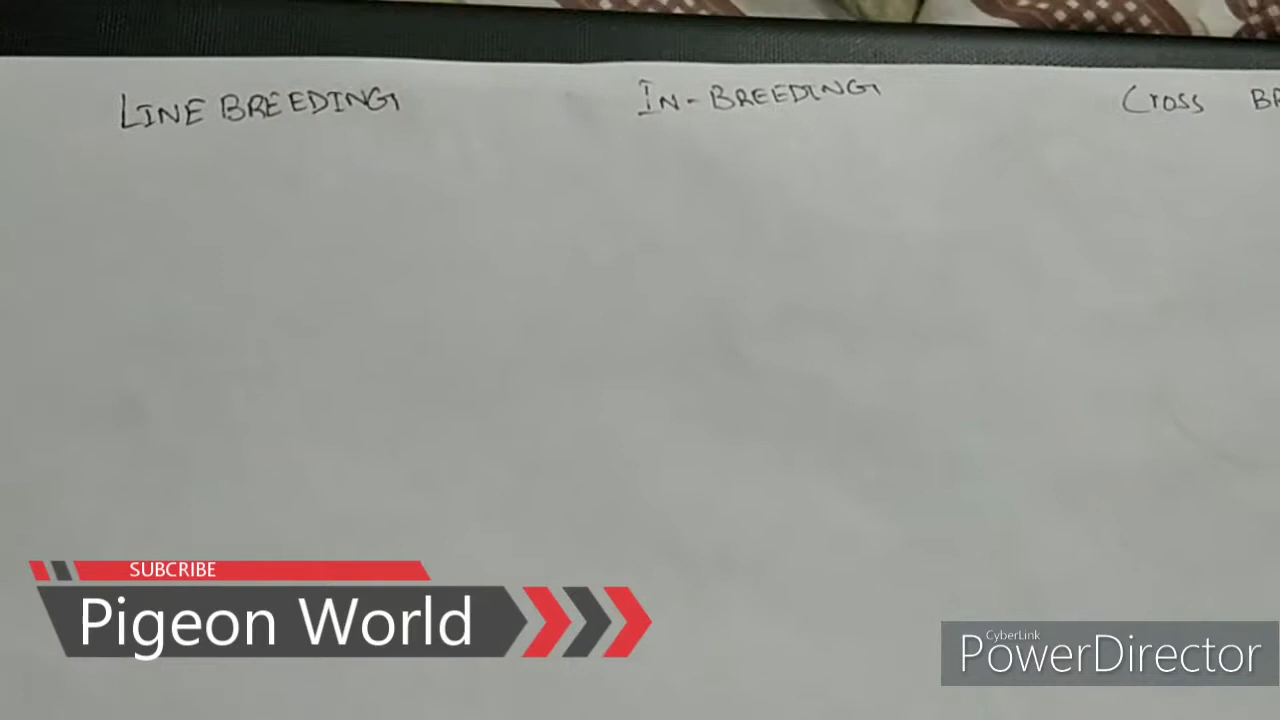 LINE BREEDING IN-BREEDING Cross
SUBCRIBE
Pigeon World
CyberLink
PowerDirector